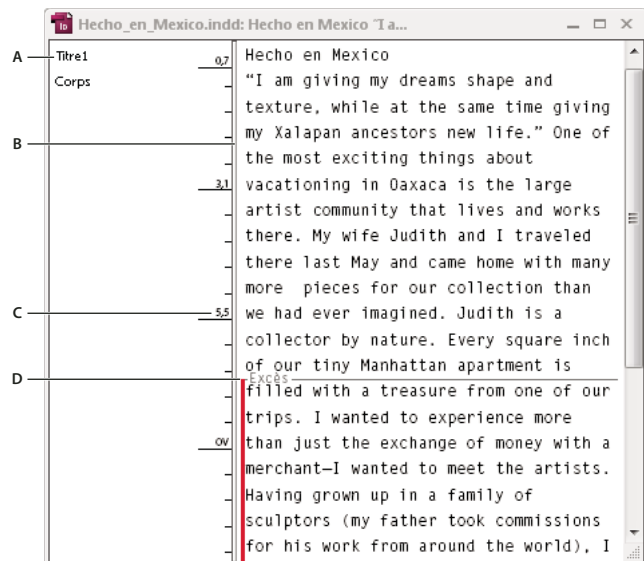 Hecho_en_Mexico.indd: Hecho en Mexico “I a...
A
Titre1
Corps
B
C
D
0,7
3,1
5,5
OV
Hecho en Mexico
“I am giving my dreams shape and
texture, while at the same time giving
my Xalapan ancestors new life.” One of
the most exciting things about
vacationing in Oaxaca is the large
artist community that lives and works
there. My wife Judith and I traveled
there last May and came home with many
more  pieces for our collection than
we had ever imagined. Judith is a
collector by nature. Every square inch
of our tiny Manhattan apartment is
Excès
filled with a treasure from one of our
trips. I wanted to experience more
than just the exchange of money with a
merchant—I wanted to meet the artists.
Having grown up in a family of
sculptors (my father took commissions
for his work from around the world), I